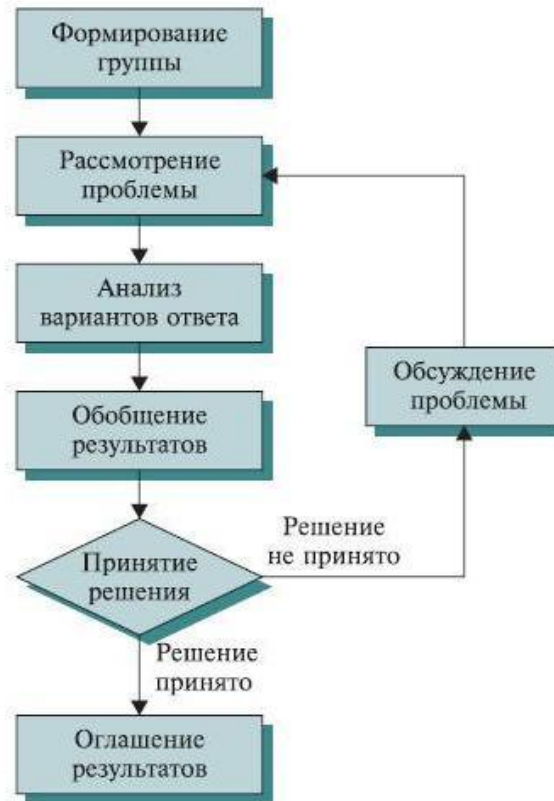 Формирование
группы
Рассмотрение
проблемы
Анализ
вариантов ответа
Обсуждение
проблемы
Обобщение
результатов
Решение
не принято
Принятие
решения
Решение
принято
Оглашение
результатов